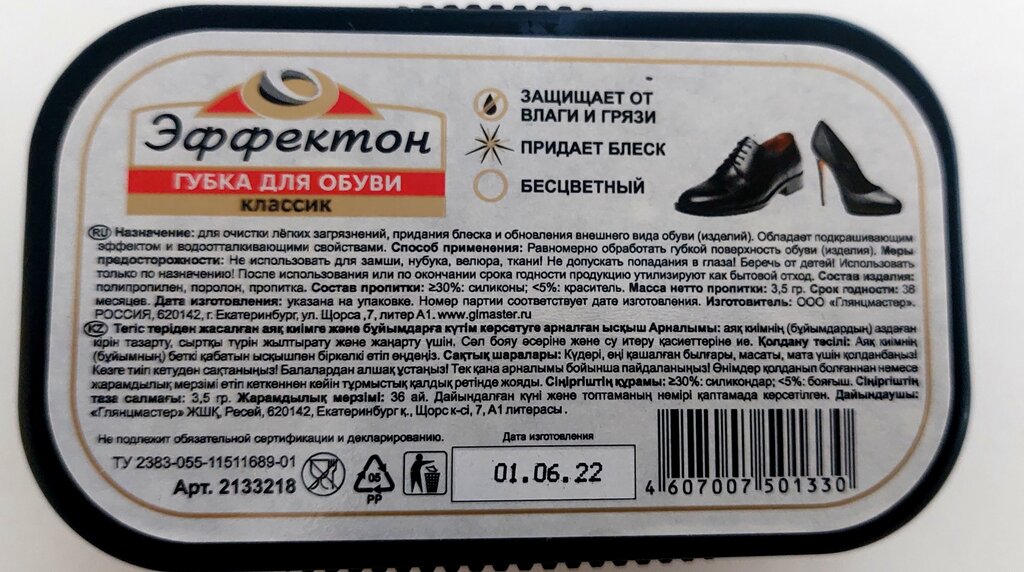 Эффектон
ГУБКА ДЛЯ ОБУВИ
классик
ЗАЩИЩАЕТ ОТ
ВЛАГИ И ГРЯЗИ
ПРИДАЕТ БЛЕСК
БЕСЦВЕТНЫЙ
RU Назначение: для очистки лёгких загрязнений, придания блеска и обновления внешнего вида обуви (изделий). Обладает подкрашивающим
эффектом и водоотталкивающими свойствами. Способ применения: Равномерно обработать губкой поверхность обуви (изделия). Меры
предосторожности: Не использовать для замши, нубука, велюра, ткани! Не допускать попадания в глаза! Беречь от детей! Использовать
только по назначению! После использования или по окончании срока годности продукцию утилизируют как бытовой отход. Состав изделия:
полипропилен, поролон, пропитка. Состав пропитки: ≥30%: силиконы; <5%: краситель. Масса нетто пропитки: 3,5 гр. Срок годности: 36
месяцев. Дата изготовления: указана на упаковке. Номер партии соответствует дате изготовления. Изготовитель: ООО «Глянцмастер».
РОССИЯ, 620142, г. Екатеринбург, ул. Щорса ,7, литер А1. www.glmaster.ru
KZ Тегіс теріден жасалған аяқ киімге және бұйымдарға күтім көрсетуге арналған ысқыш Арналымы: аяқ киімнің (бұйымдардың) аздаған
кірін тазарту, сыртқы түрін жылтырату және жаңарту үшін. Сәл бояу әсеріне және су итеру қасиеттеріне ие. Қолдану тәсілі: Аяқ киімнің
(бұйымның) беткі қабатын ысқышпен біркелкі етіп өңдеңіз. Сақтық шаралары: Күдері, өңі қашалған былғары, масаты, мата үшін қолданбаңыз!
Көзге тиіп кетуден сақтаныңыз! Балалардан алшақ ұстаңыз! Тек қана арналымы бойынша пайдаланыңыз! Өнімдер қолданып болғаннан немесе
жарамдылық мерзімі өтіп кеткеннен кейін тұрмыстық қалдық ретінде жояды. Сіңіргіштің құрамы: ≥30%: силикондар; <5%: бояғыш. Сіңіргіштің
таза салмағы: 3,5 гр. Жарамдылық мерзімі: 36 ай. Дайындалған күні және топтаманың нөмірі қаптамада көрсетілген. Дайындаушы:
«Глянцмастер» ЖШҚ, Ресей, 620142, Екатеринбург қ., Щорс к-сі, 7, А1 литерасы.
Не подлежит обязательной сертификации и декларированию.
Дата изготовления
ТУ 2383-055-11511689-01
Арт. 2133218
05
PP
01.06.22
4 607007 501330